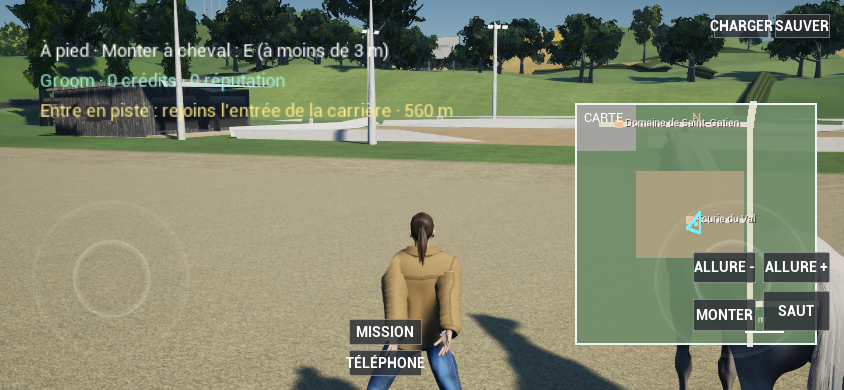 CHARGER SAUVER
À pied · Monter à cheval : E (à moins de 3 m)
Groom · 0 crédits · 0 réputation
Entre en piste : rejoins l'entrée de la carrière · 560 m
CARTE
N
Domaine de Saint-Gatien
Écurie du Val
ALLURE - ALLURE +
MONTER SAUT
MISSION
TÉLÉPHONE